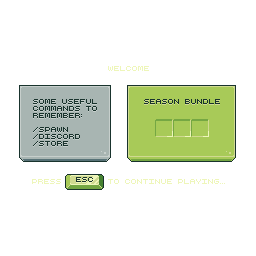 WELCOME
SOME USEFUL
COMMANDS TO
REMEMBER:
/SPAWN
/DISCORD
/STORE
SEASON BUNDLE
PRESS ESC TO CONTINUE PLAYING..